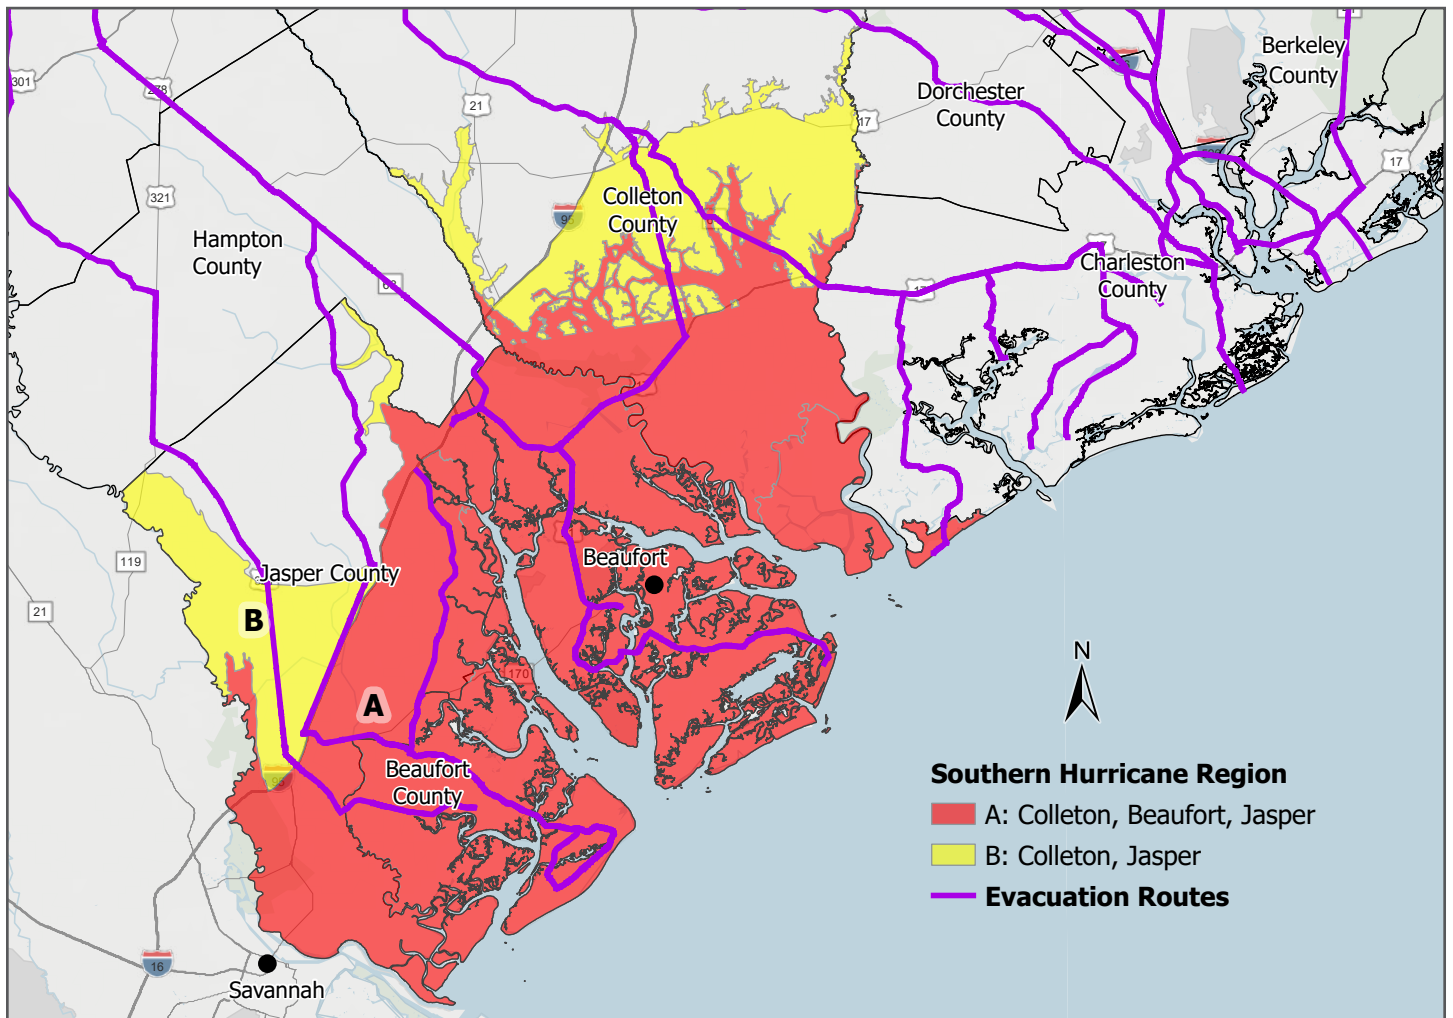 Berkeley
County
301
278
21
Dorchester
County
17
17
321
Colleton
County
95
Hampton
County
Charleston
County
17
119
Beaufort
Jasper County
21
B
N
170
A
Southern Hurricane Region
Beaufort
County
A: Colleton, Beaufort, Jasper
B: Colleton, Jasper
Evacuation Routes
16
Savannah